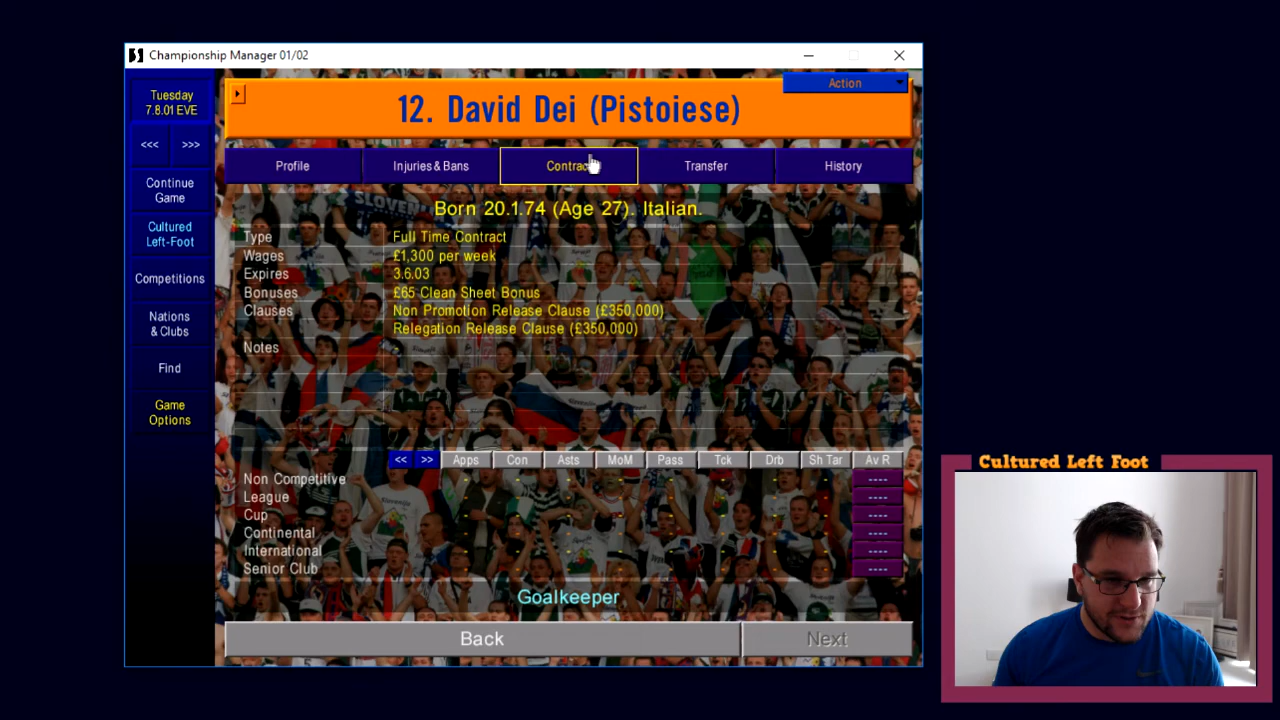 Championship Manager 01/02
Tuesday
7.8.01 EVE
<<<
>>>
Continue
Game
Cultured
Left-Foot
Competitions
Nations
& Clubs
Find
Game
Options
Action
12. David Dei (Pistoiese)
Profile
Injuries & Bans
Transfer
History
Born 20.1.74 (Age 27). Italian.
Type Full Time Contract
Wages £1,300 per week
Expires 3.6.03
Bonuses £65 Clean Sheet Bonus
Clauses Non Promotion Release Clause (£350,000)
Relegation Release Clause (£350,000)
Notes -
<< >> Apps Con Asts MoM Pass Tck Drb Sh Tar Av R
Non Competitive - - - - - - - - ----
League - - - - - - - - ----
Cup - - - - - - - - ----
Continental - - - - - - - - ----
International - - - - - - - - ----
Senior Club - - - - - - - - ----
Goalkeeper
Back
Next
Cultured Left Foot